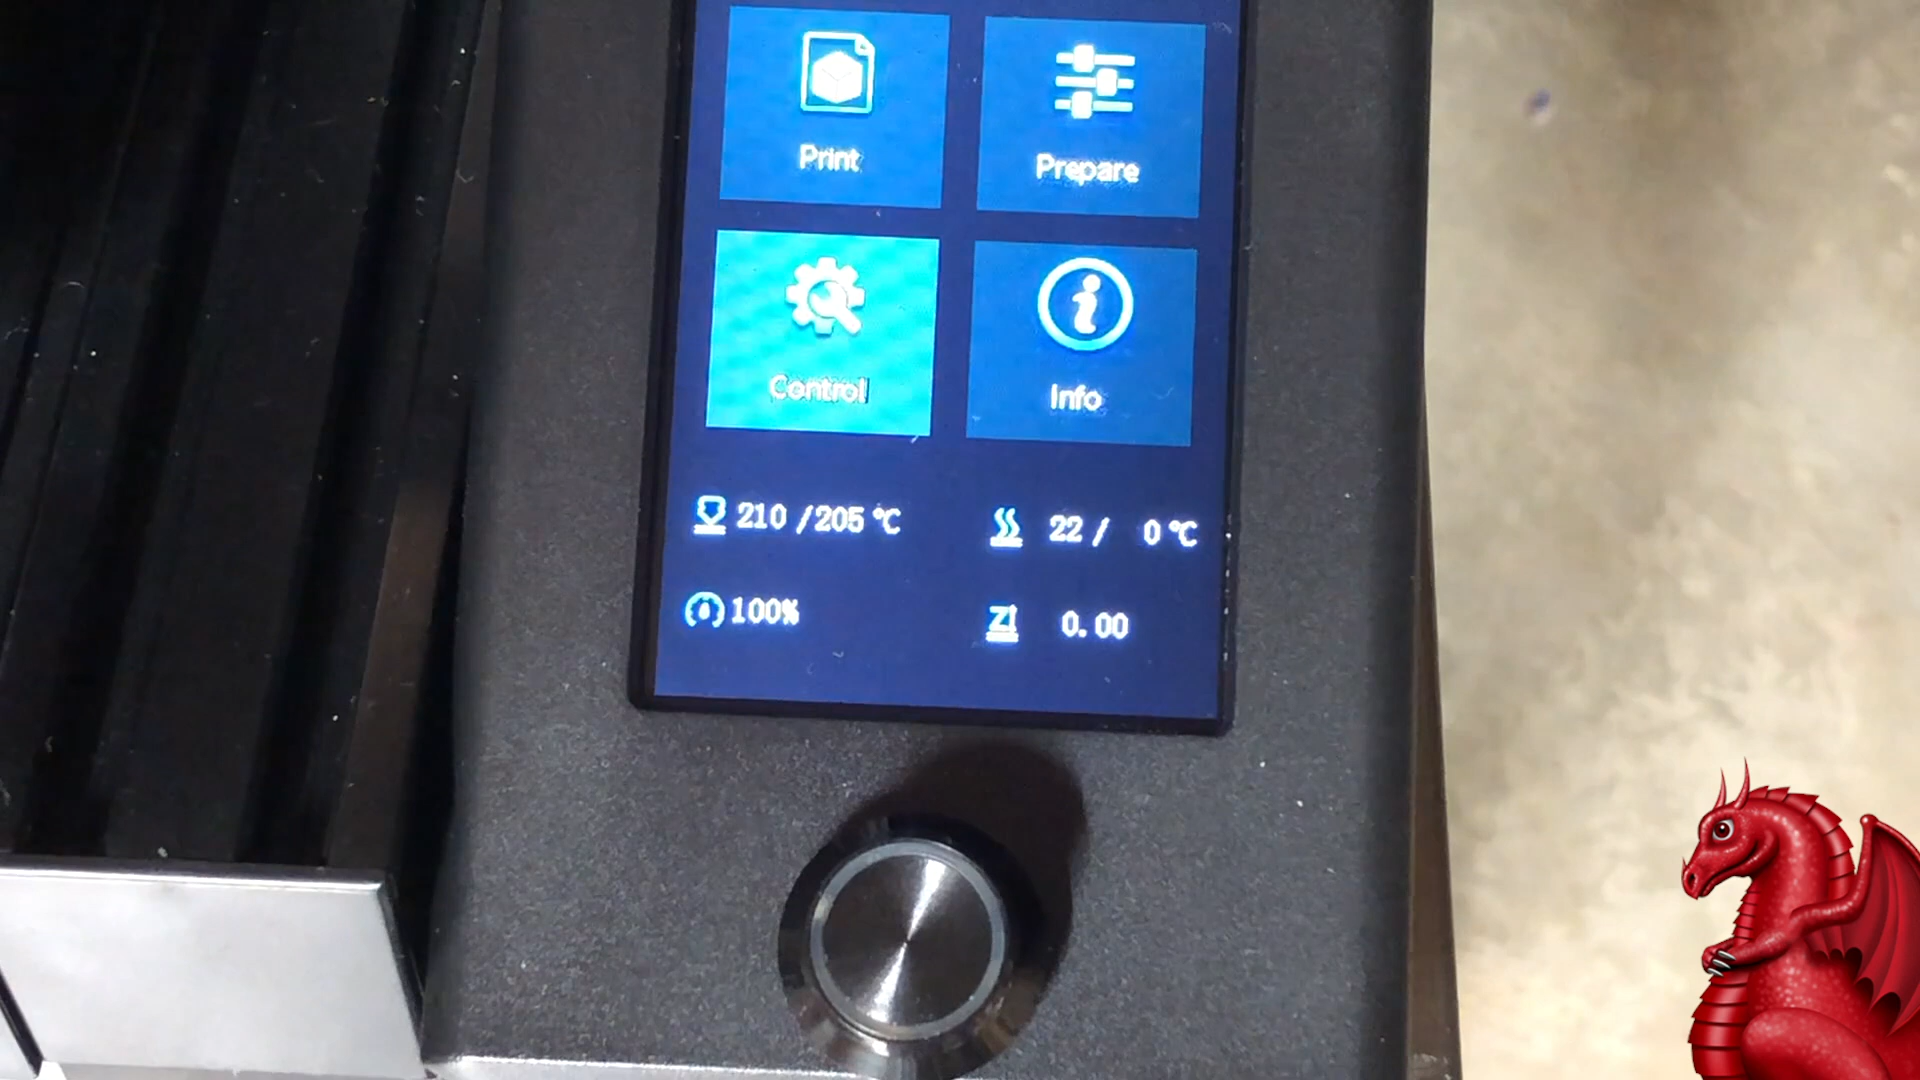 Print
Prepare
Control
Info
210 /205 ℃
22 / 0 ℃
100%
Z 0.00